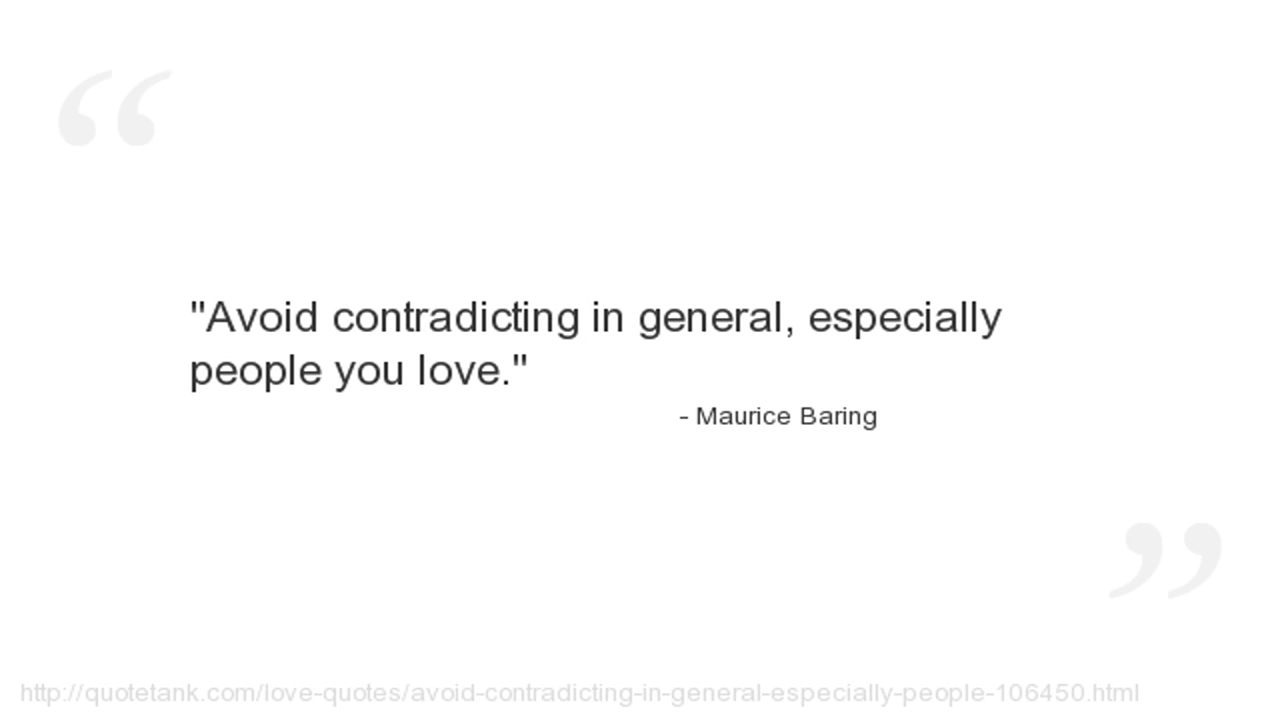 “
"Avoid contradicting in general, especially
people you love."
- Maurice Baring
”
http://quotetank.com/love-quotes/avoid-contradicting-in-general-especially-people-106450.html